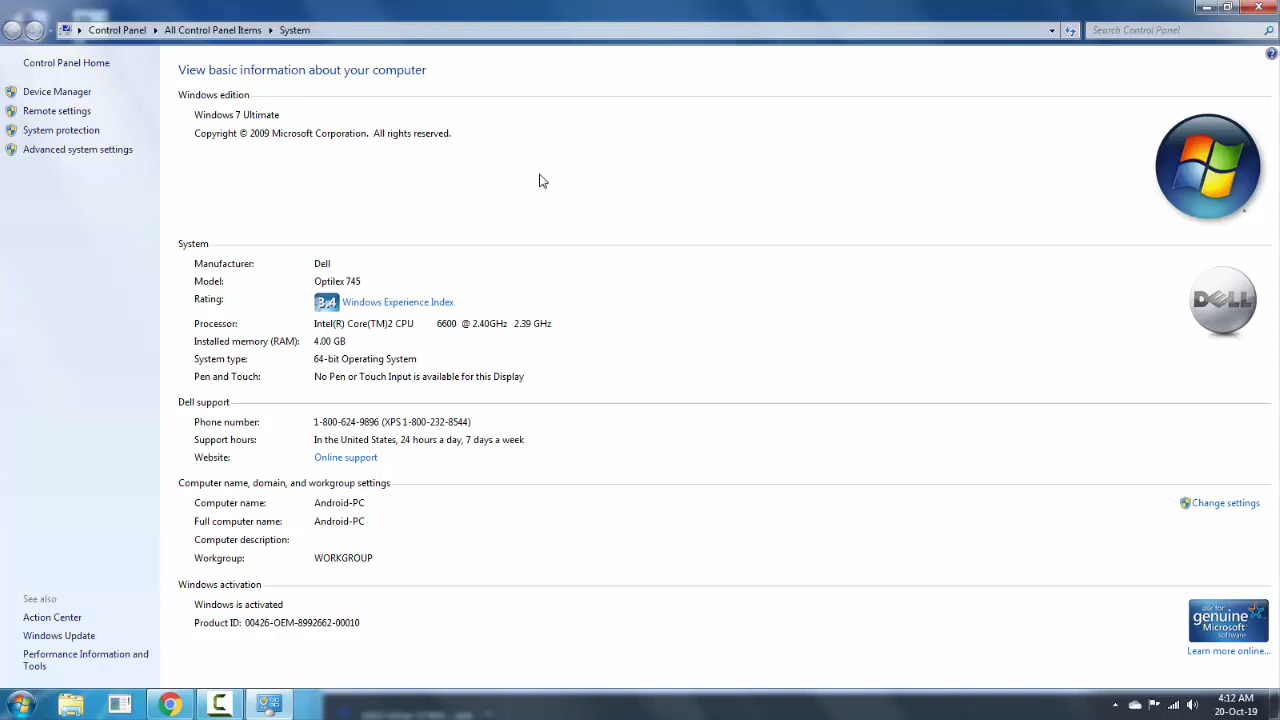 Control Panel All Control Panel Items System
Search Control Panel
Control Panel Home
Device Manager
Remote settings
System protection
Advanced system settings
View basic information about your computer
Windows edition
Windows 7 Ultimate
Copyright © 2009 Microsoft Corporation. All rights reserved.
System
Manufacturer: Dell
Model: Optilex 745
Rating: 3.4 Windows Experience Index
Processor: Intel(R) Core(TM)2 CPU 6600 @ 2.40GHz 2.39 GHz
Installed memory (RAM): 4.00 GB
System type: 64-bit Operating System
Pen and Touch: No Pen or Touch Input is available for this Display
DELL
Dell support
Phone number: 1-800-624-9896 (XPS 1-800-232-8544)
Support hours: In the United States, 24 hours a day, 7 days a week
Website: Online support
Computer name, domain, and workgroup settings
Computer name: Android-PC
Change settings
Full computer name: Android-PC
Computer description:
Workgroup: WORKGROUP
Windows activation
Windows is activated
Product ID: 00426-OEM-8992662-00010
ask for
genuine
Microsoft
software
Learn more online...
See also
Action Center
Windows Update
Performance Information and
Tools
4:12 AM
20-Oct-19